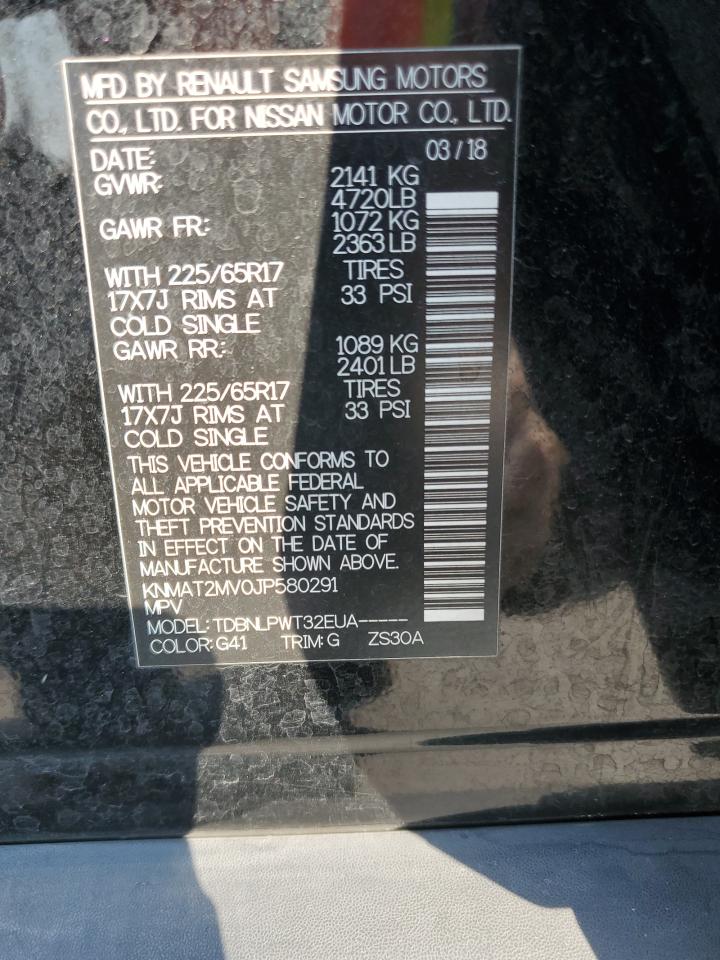 MFD BY RENAULT SAMSUNG MOTORS
CO., LTD. FOR NISSAN MOTOR CO., LTD.
DATE: 03/18
GVWR: 2141 KG
4720LB
GAWR FR: 1072 KG
2363 LB
WITH 225/65R17 TIRES
17X7J RIMS AT 33 PSI
COLD SINGLE
GAWR RR: 1089 KG
2401 LB
WITH 225/65R17 TIRES
17X7J RIMS AT 33 PSI
COLD SINGLE
THIS VEHICLE CONFORMS TO
ALL APPLICABLE FEDERAL
MOTOR VEHICLE SAFETY AND
THEFT PREVENTION STANDARDS
IN EFFECT ON THE DATE OF
MANUFACTURE SHOWN ABOVE.
KNMAT2MV0JP580291
MPV
MODEL: TDBNLPWT32EUA-----
COLOR: G41 TRIM: G ZS30A